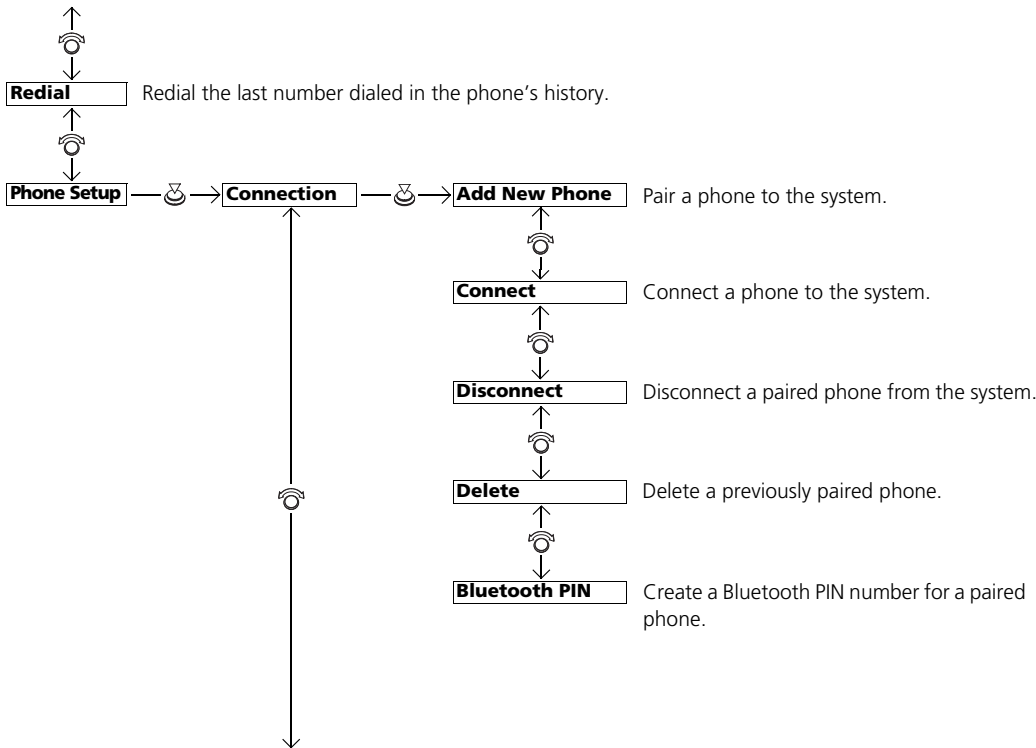 Redial Redial the last number dialed in the phone's history.
Phone Setup Connection Add New Phone Pair a phone to the system.
Connect Connect a phone to the system.
Disconnect Disconnect a paired phone from the system.
Delete Delete a previously paired phone.
Bluetooth PIN Create a Bluetooth PIN number for a paired
phone.